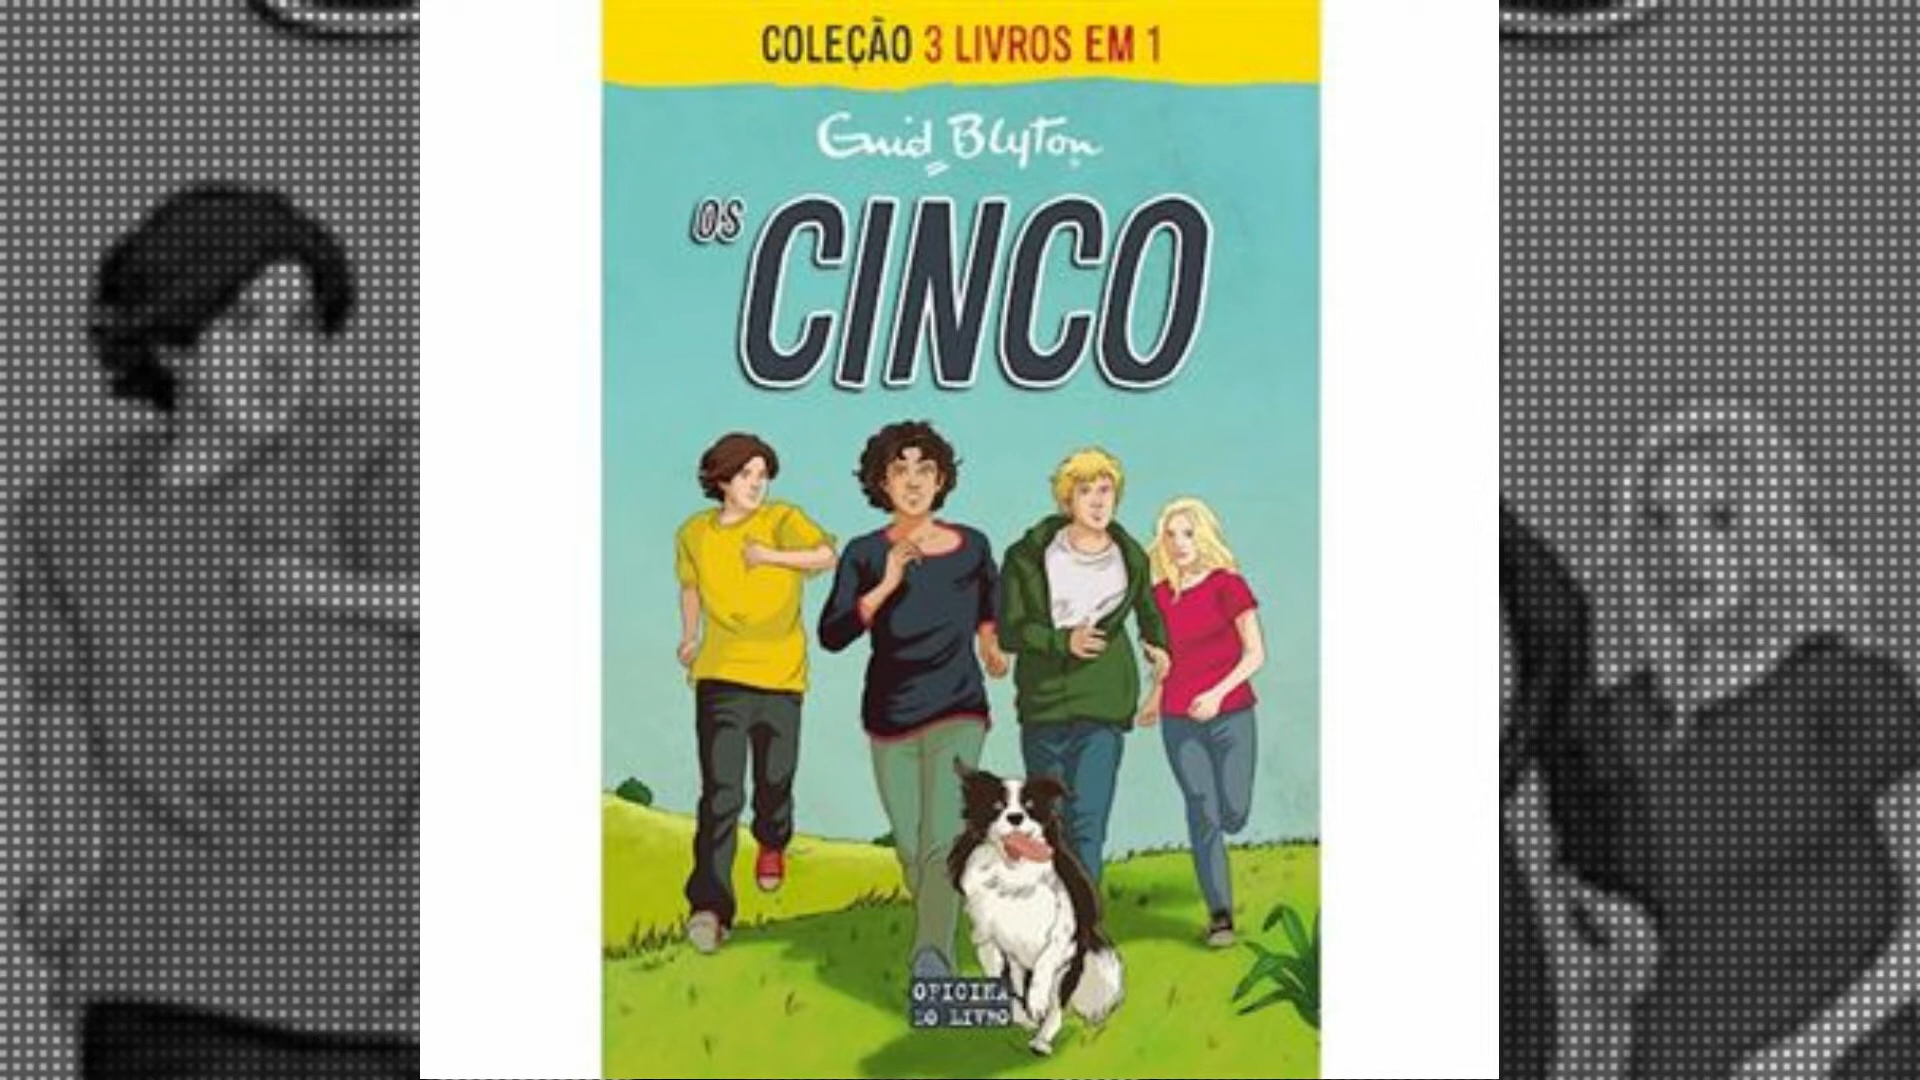 COLEÇÃO 3 LIVROS EM 1
Enid Blyton
OS
CINCO
OFICINA
DO LIVRO